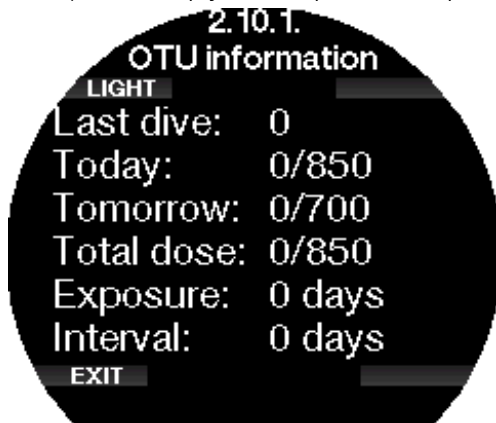 2.10.1.
OTU information
LIGHT
Last dive: 0
Today: 0/850
Tomorrow: 0/700
Total dose: 0/850
Exposure: 0 days
Interval: 0 days
EXIT